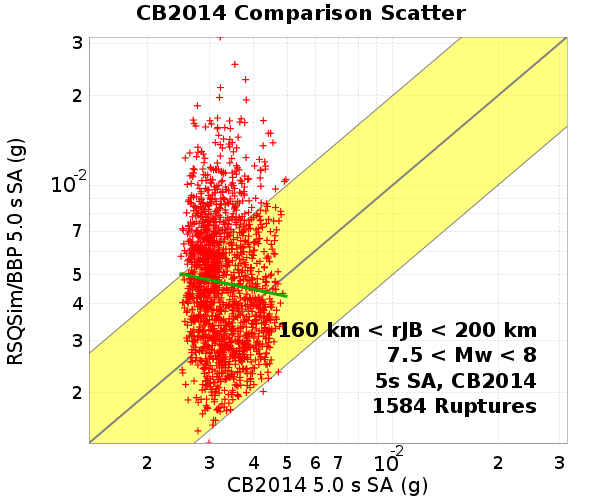 CB2014 Comparison Scatter
RSQSim/BBP 5.0 s SA (g)
3
2
10-2
7
5
4
3
2
160 km < rJB < 200 km
7.5 < Mw < 8
5s SA, CB2014
1584 Ruptures
2 3 4 5 6 7 10-2 2 3
CB2014 5.0 s SA (g)